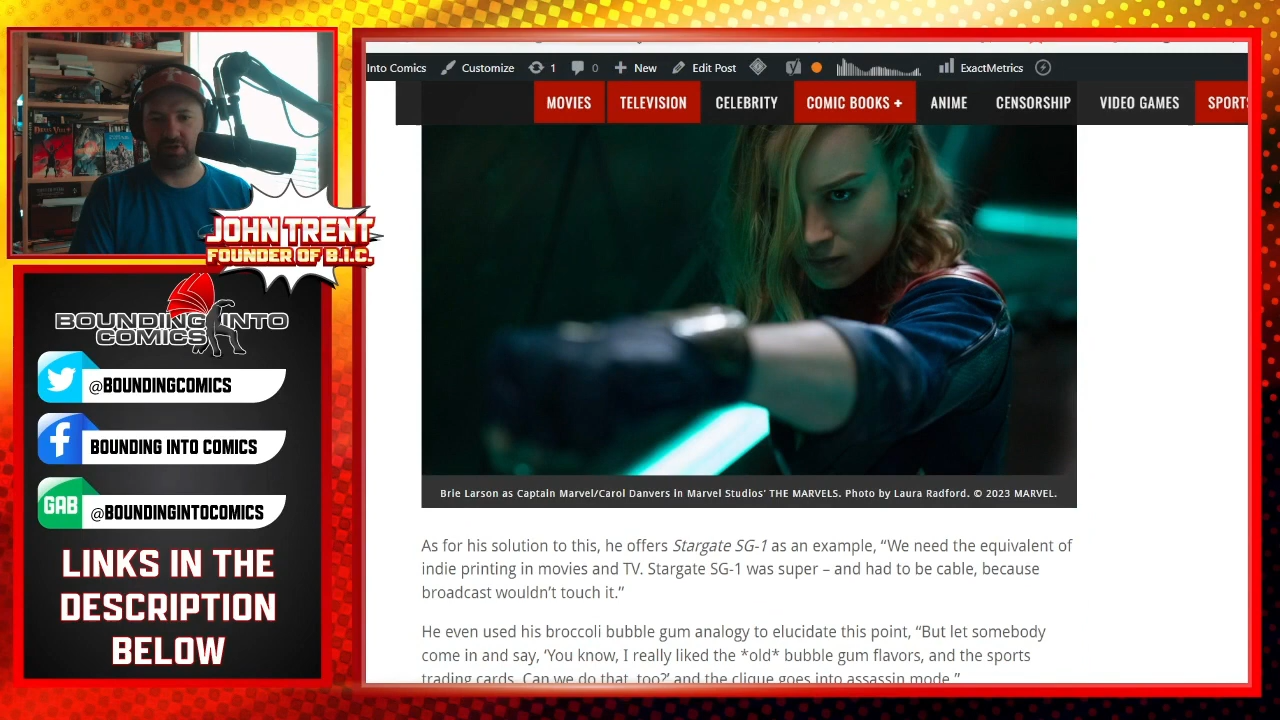 JOHN TRENT
FOUNDER OF B.I.C.
BOUNDING INTO
COMICS
@BOUNDINGCOMICS
BOUNDING INTO COMICS
GAB
@BOUNDINGINTOCOMICS
LINKS IN THE
DESCRIPTION
BELOW
Into Comics Customize 1 0 New Edit Post ExactMetrics
MOVIES TELEVISION CELEBRITY COMIC BOOKS + ANIME CENSORSHIP VIDEO GAMES SPORTS
Brie Larson as Captain Marvel/Carol Danvers in Marvel Studios' THE MARVELS. Photo by Laura Radford. © 2023 MARVEL.
As for his solution to this, he offers Stargate SG-1 as an example, “We need the equivalent of
indie printing in movies and TV. Stargate SG-1 was super – and had to be cable, because
broadcast wouldn’t touch it.”
He even used his broccoli bubble gum analogy to elucidate this point, “But let somebody
come in and say, ‘You know, I really liked the *old* bubble gum flavors, and the sports
trading cards. Can we do that, too?’ and the clique goes into assassin mode.”